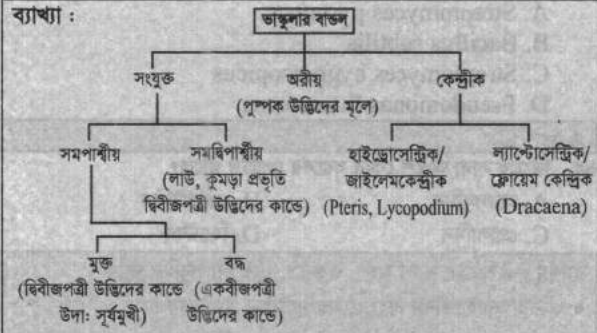 ব্যাখ্যা :
ভাস্কুলার বান্ডল
সংযুক্ত অরীয় কেন্দ্রীক
(পুষ্পক উদ্ভিদের মূলে)
সমপার্শ্বীয় সমদ্বিপার্শ্বীয় হাইড্রোসেন্ট্রিক/ ল্যাপ্টোসেন্ট্রিক/
(লাউ, কুমড়া প্রভৃতি জাইলেমকেন্দ্রীক ফ্লোয়েম কেন্দ্রিক
দ্বিবীজপত্রী উদ্ভিদের কান্ডে) (Pteris, Lycopodium) (Dracaena)
মুক্ত বদ্ধ
(দ্বিবীজপত্রী উদ্ভিদের কান্ডে (একবীজপত্রী
উদাঃ সূর্যমুখী) উদ্ভিদের কান্ডে)